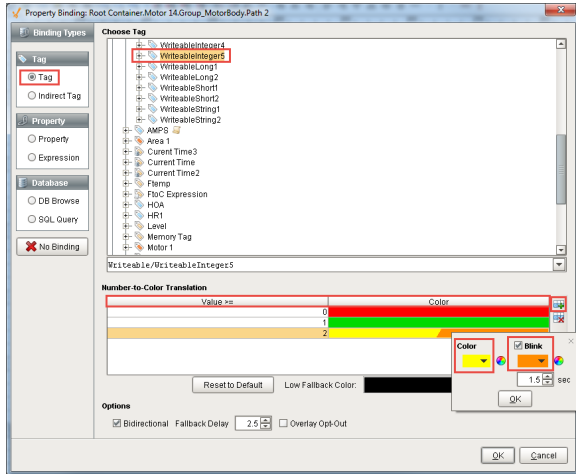 Property Binding: Root Container.Motor 14.Group_MotorBody.Path 2
Binding Types
Tag
Tag
Indirect Tag
Property
Property
Expression
Database
DB Browse
SQL Query
No Binding
Choose Tag
WriteableInteger4
WriteableInteger5
WriteableLong1
WriteableLong2
WriteableShort1
WriteableShort2
WriteableString1
WriteableString2
AMPS
Area 1
Curent Time3
Current Time
Current Time2
Ftemp
FtoC Expression
HOA
HR1
Level
Memory Tag
Motor 1
Writeable/WriteableInteger5
Number-to-Color Translation
Value >= Color
0
1
2
Color Blink
1.5 sec
OK
Reset to Default Low Fallback Color:
Options
Bidirectional Fallback Delay 2.5 Overlay Opt-Out
OK Cancel